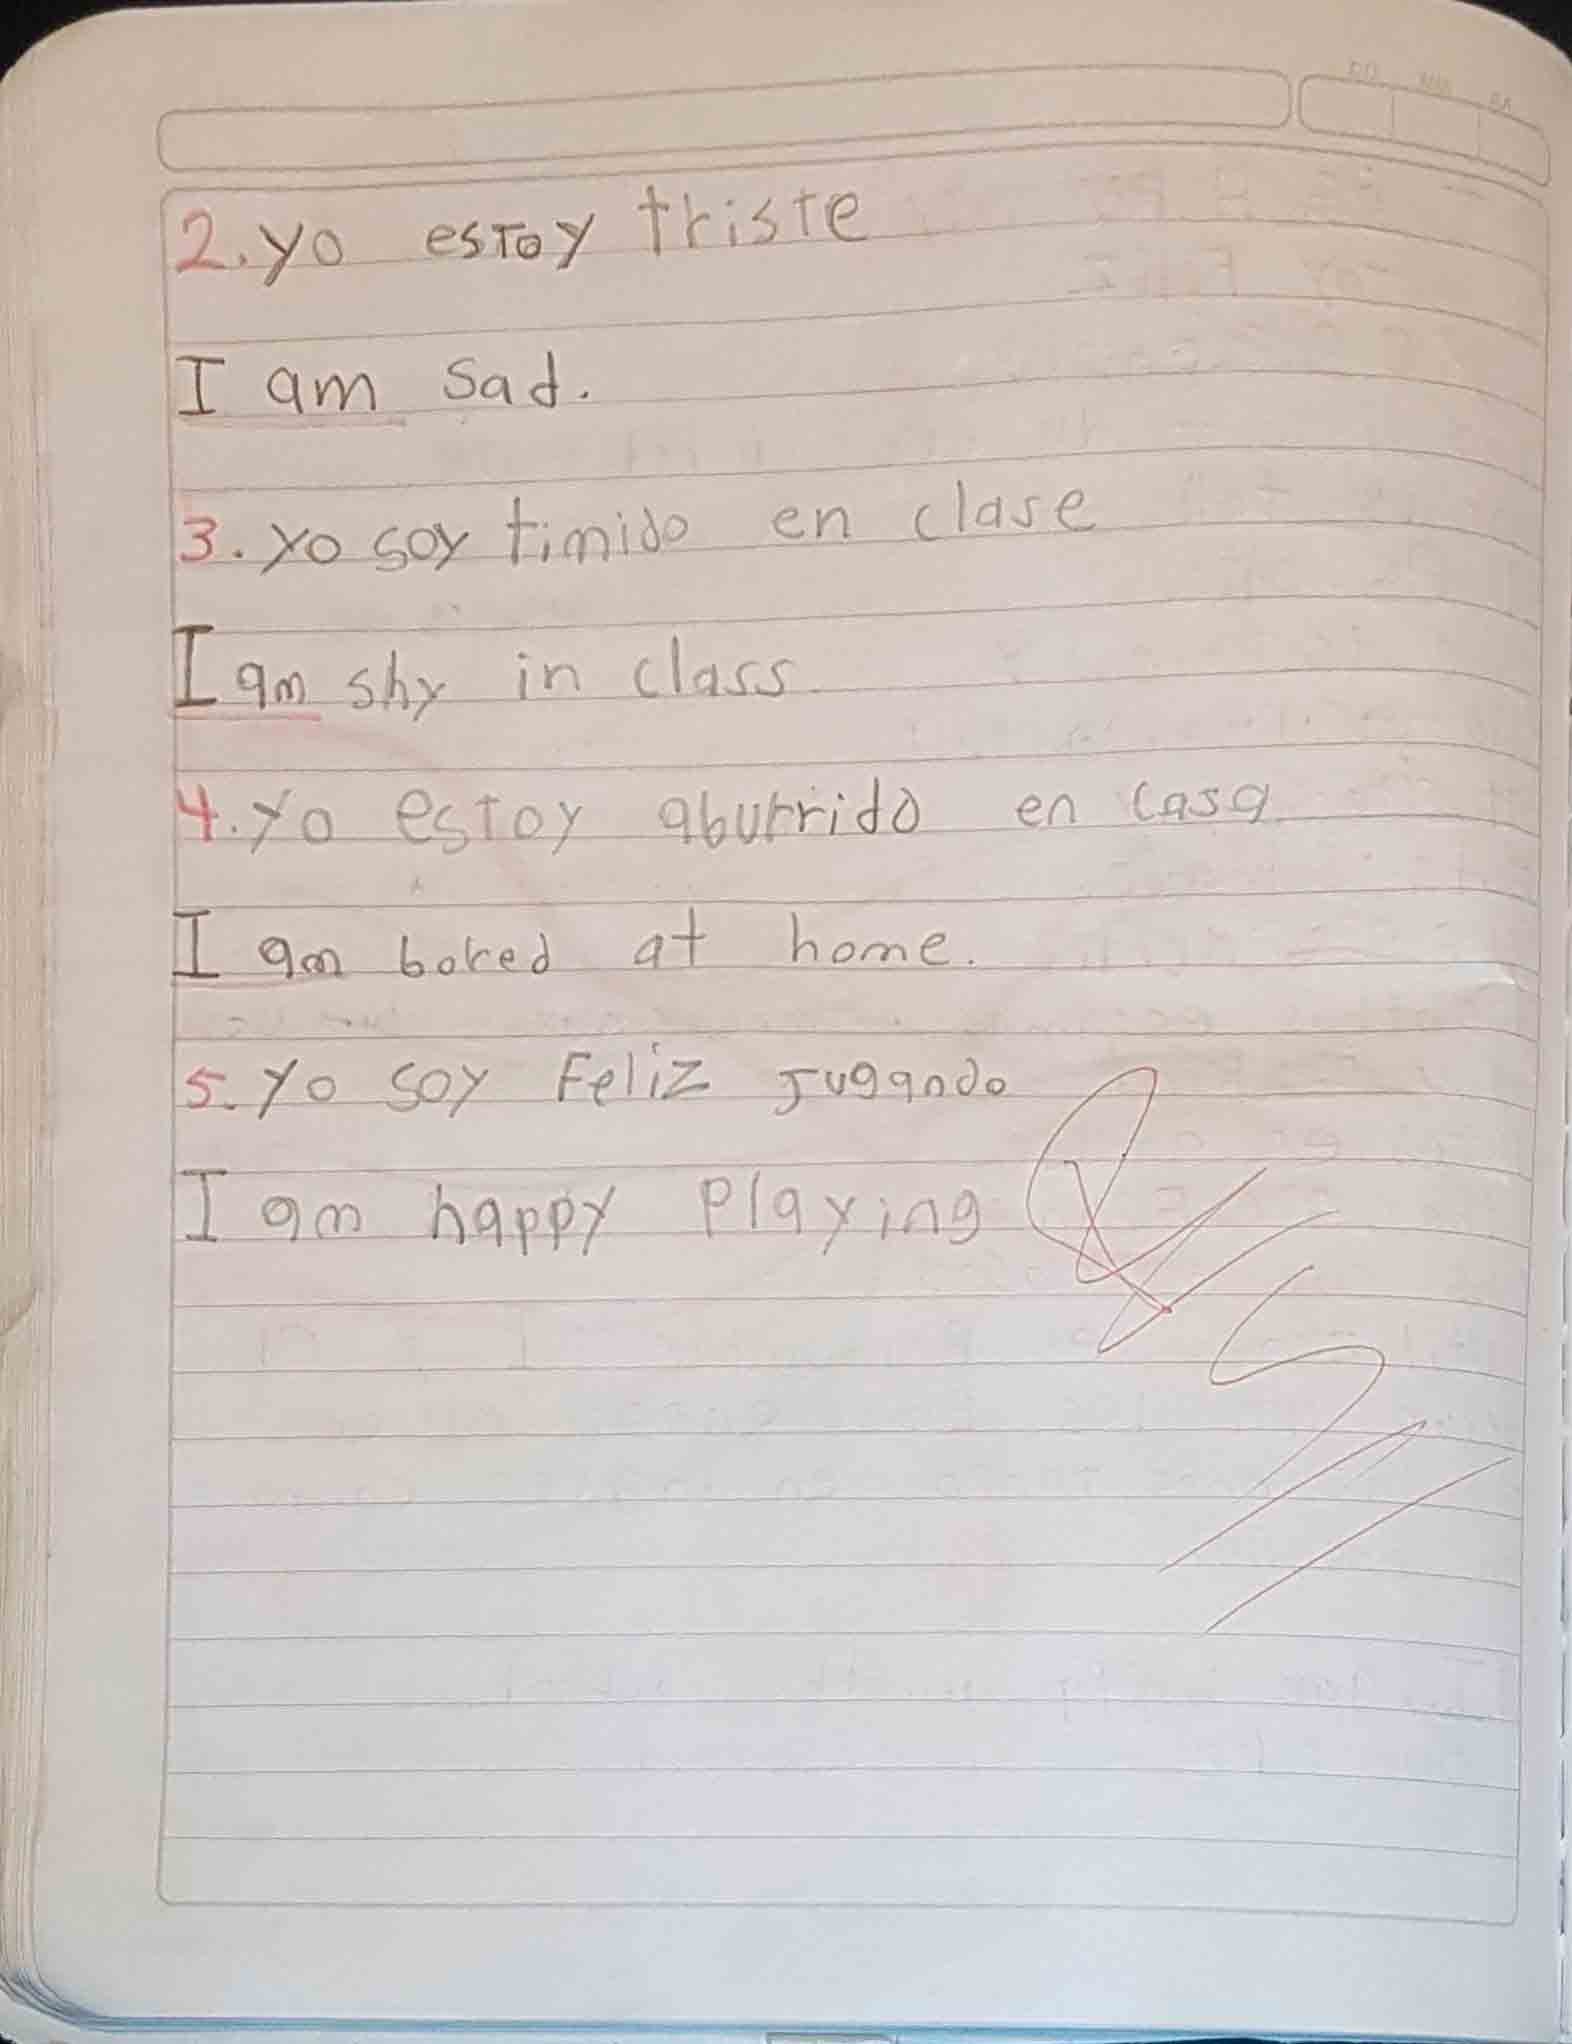 2. yo estoy triste
I am sad.
3. yo soy timido en clase
I am shy in class
4. yo estoy aburrido en casa
I am bored at home.
5. yo soy Feliz Jugando
I am happy Playing